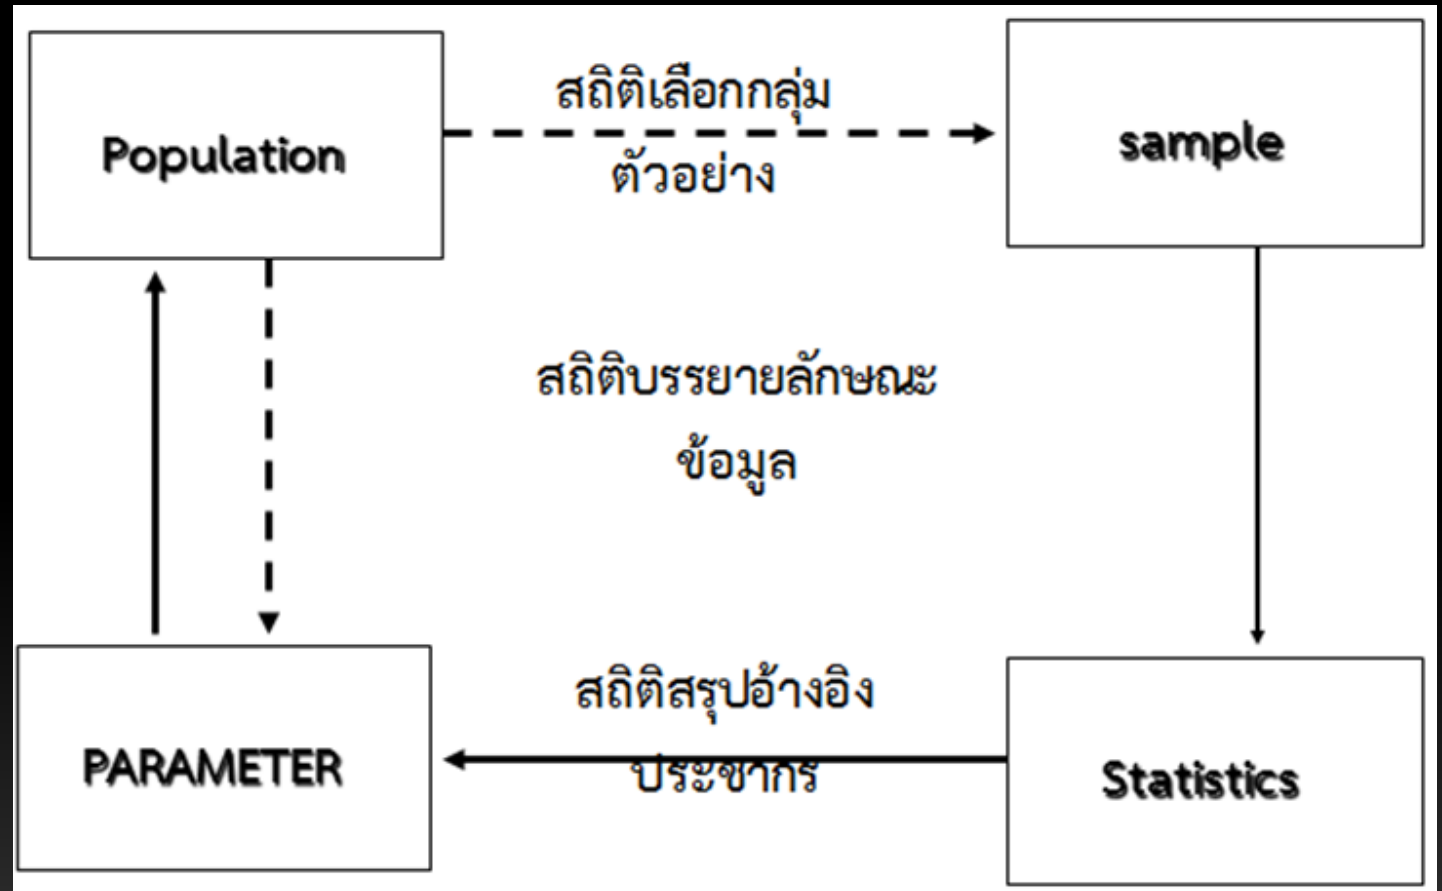 Population
สถิติเลือกกลุ่ม
ตัวอย่าง
sample
สถิติบรรยายลักษณะ
ข้อมูล
PARAMETER
สถิติสรุปอ้างอิง
ประชากร
Statistics